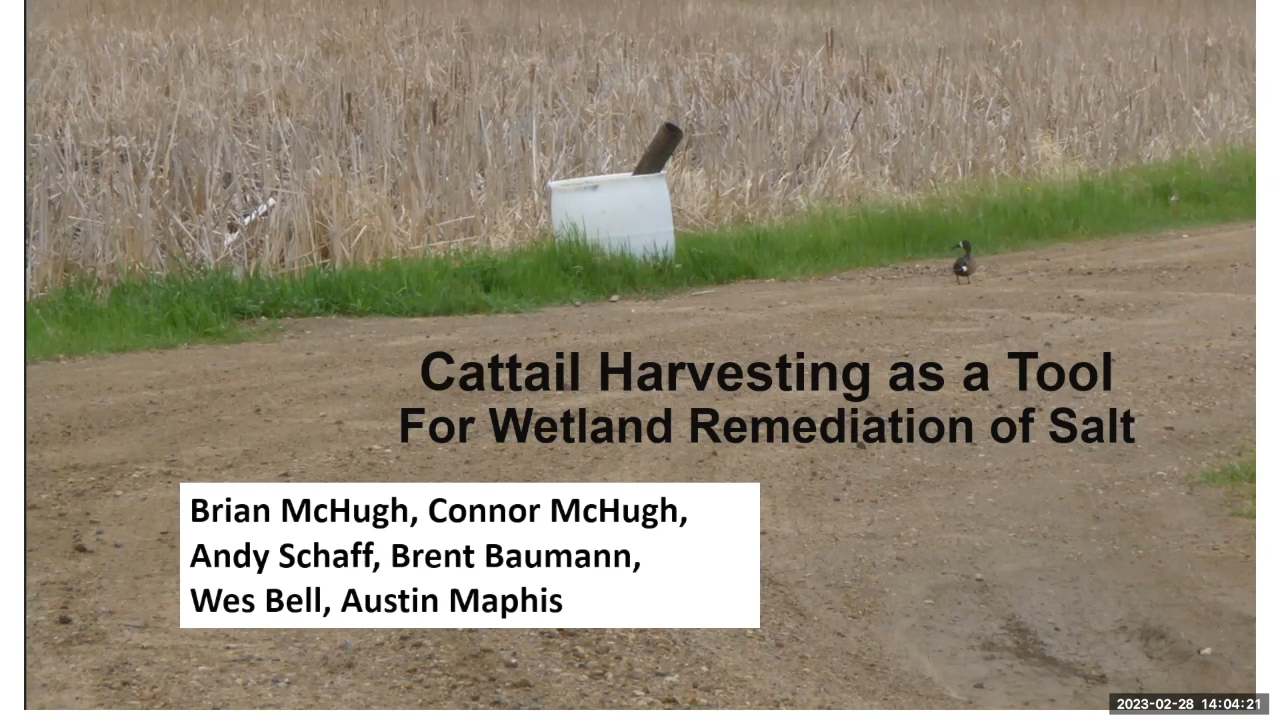 Cattail Harvesting as a Tool
For Wetland Remediation of Salt
Brian McHugh, Connor McHugh,
Andy Schaff, Brent Baumann,
Wes Bell, Austin Maphis
2023-02-28 14:04:21